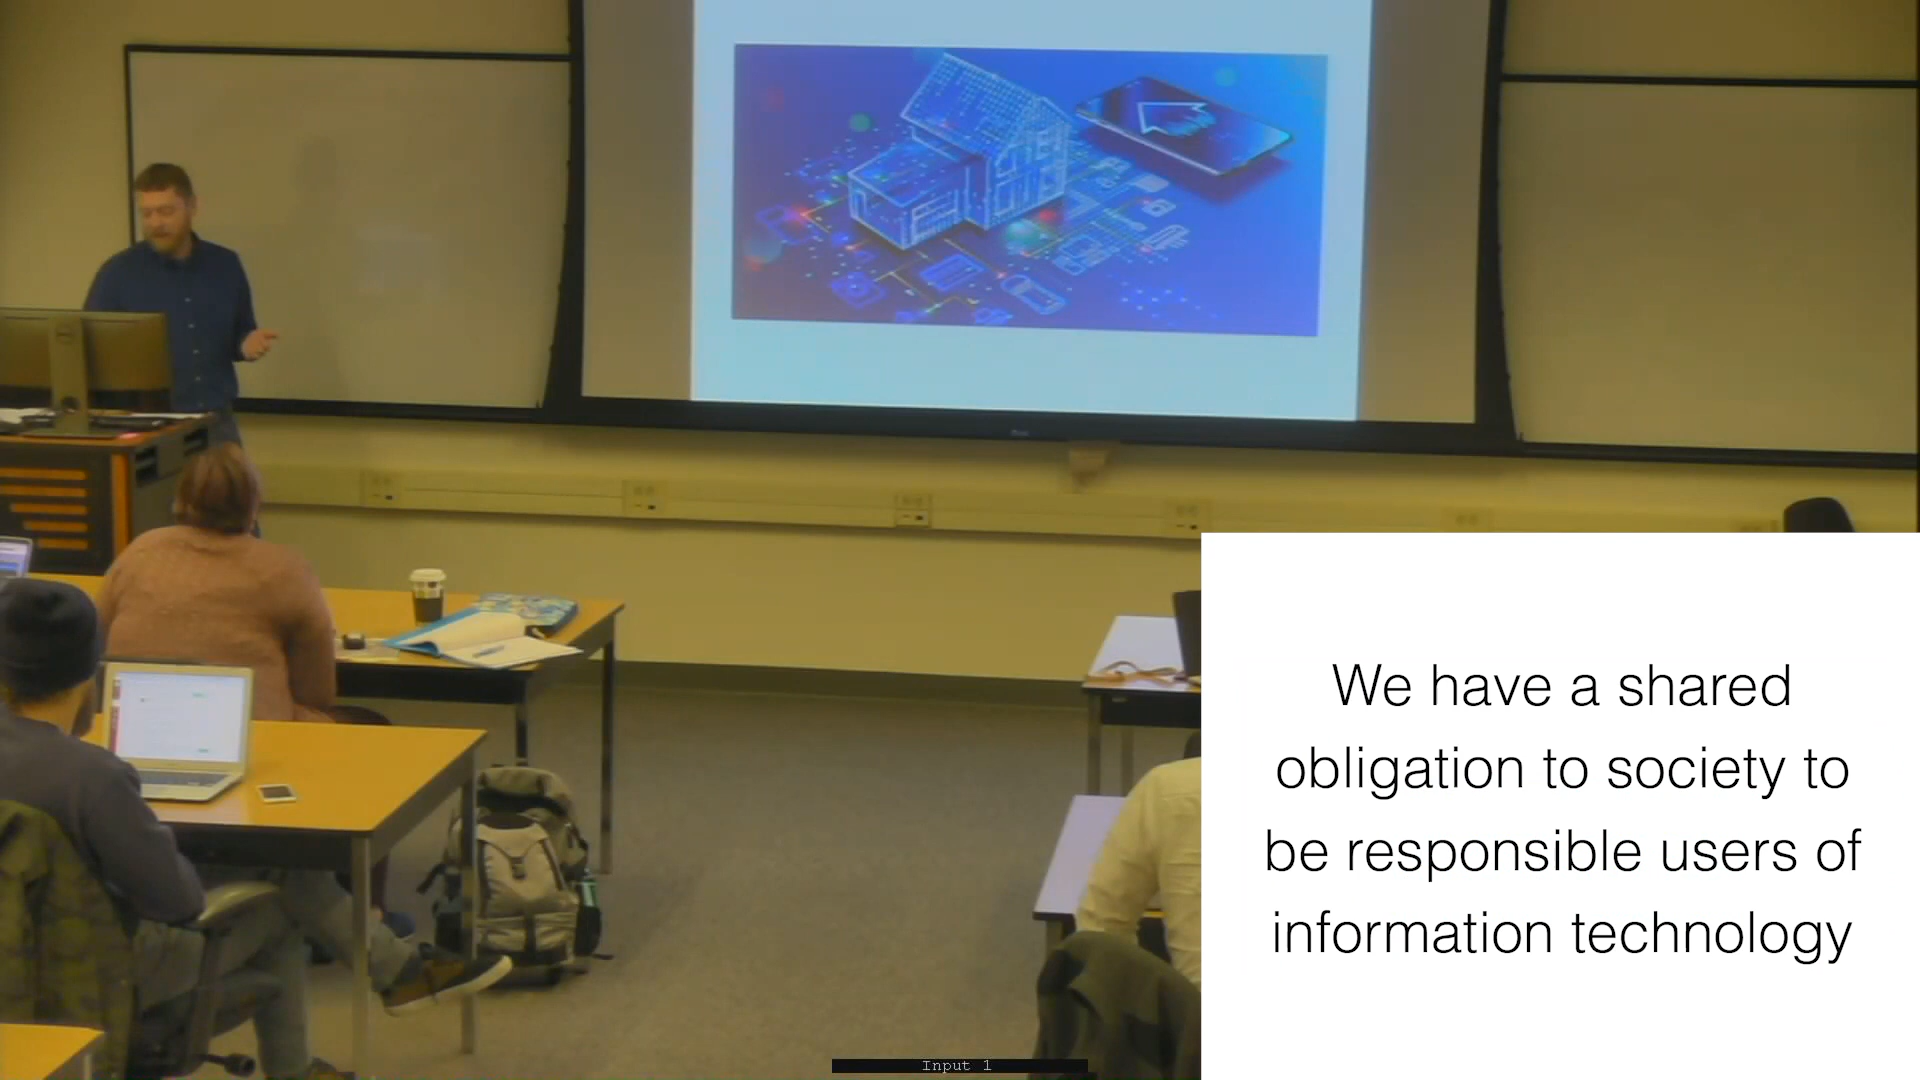 We have a shared
obligation to society to
be responsible users of
information technology
Input 1